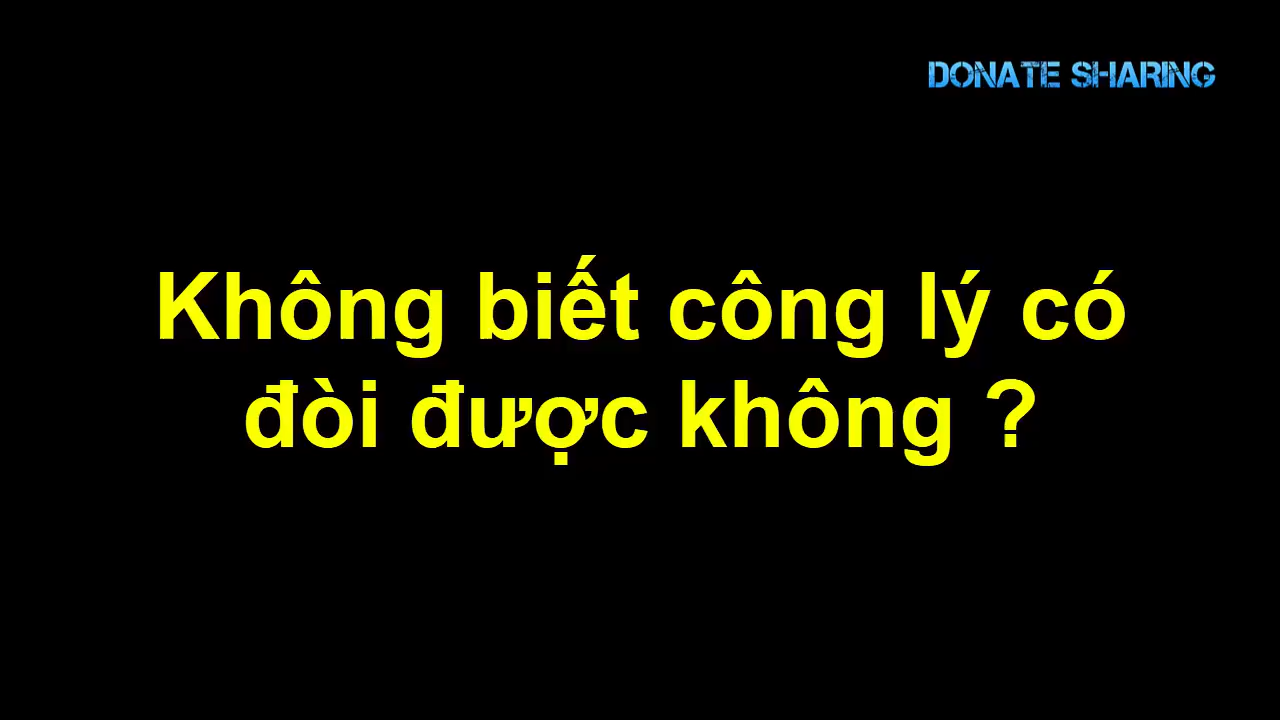 DONATE SHARING
Không biết công lý có
đòi được không ?